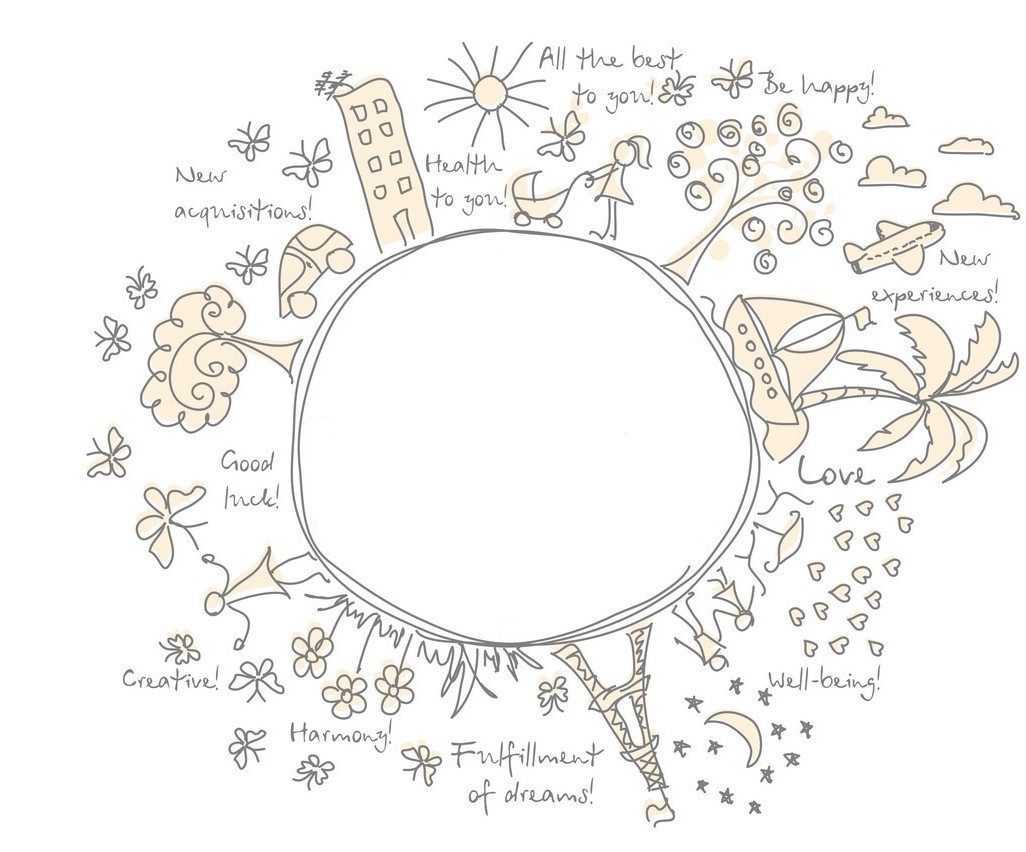 All the best
to you!
Be happy!
Health
to you!
New
acquisitions!
New
experiences!
Good
luck!
Love
Creative!
Well-being!
Harmony!
Fulfillment
of dreams!